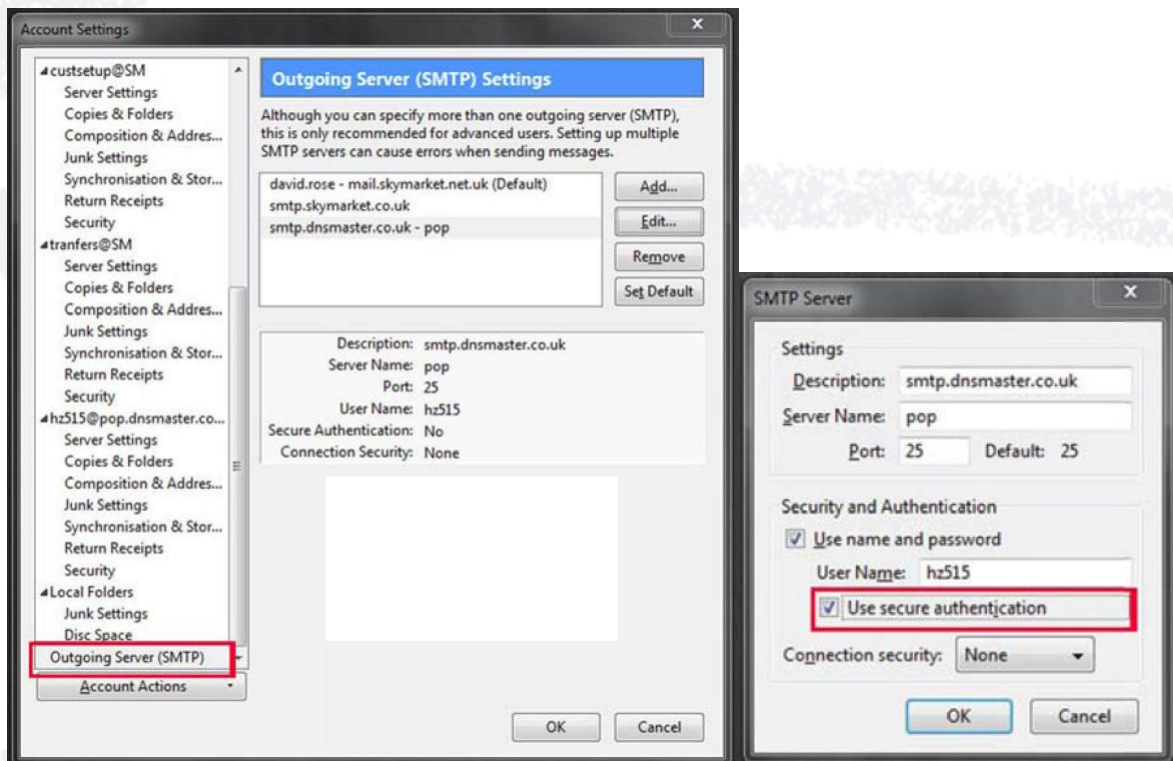 Account Settings
x
custsetup@SM
Server Settings
Copies & Folders
Composition & Addres...
Junk Settings
Synchronisation & Stor...
Return Receipts
Security
tranfers@SM
Server Settings
Copies & Folders
Composition & Addres...
Junk Settings
Synchronisation & Stor...
Return Receipts
Security
hz515@pop.dnsmaster.co...
Server Settings
Copies & Folders
Composition & Addres...
Junk Settings
Synchronisation & Stor...
Return Receipts
Security
Local Folders
Junk Settings
Disc Space
Outgoing Server (SMTP)
Account Actions
Outgoing Server (SMTP) Settings
Although you can specify more than one outgoing server (SMTP),
this is only recommended for advanced users. Setting up multiple
SMTP servers can cause errors when sending messages.
david.rose - mail.skymarket.net.uk (Default)
smtp.skymarket.co.uk
smtp.dnsmaster.co.uk - pop
Add...
Edit...
Remove
Set Default
Description: smtp.dnsmaster.co.uk
Server Name: pop
Port: 25
User Name: hz515
Secure Authentication: No
Connection Security: None
OK Cancel
SMTP Server
x
Settings
Description: smtp.dnsmaster.co.uk
Server Name: pop
Port: 25 Default: 25
Security and Authentication
Use name and password
User Name: hz515
Use secure authentication
Connection security: None
OK Cancel